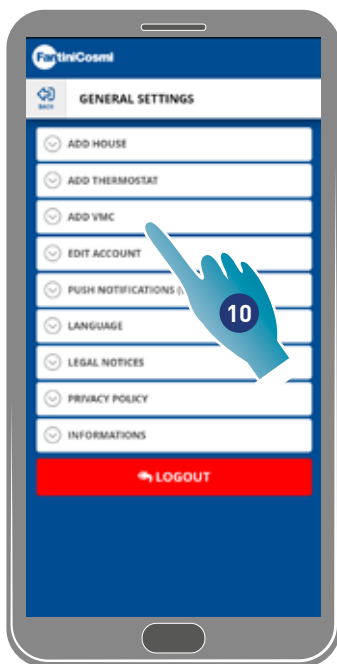 FantiniCosmi
BACK
GENERAL SETTINGS
ADD HOUSE
ADD THERMOSTAT
ADD VMC
EDIT ACCOUNT
PUSH NOTIFICATIONS (
10
LANGUAGE
LEGAL NOTICES
PRIVACY POLICY
INFORMATIONS
LOGOUT